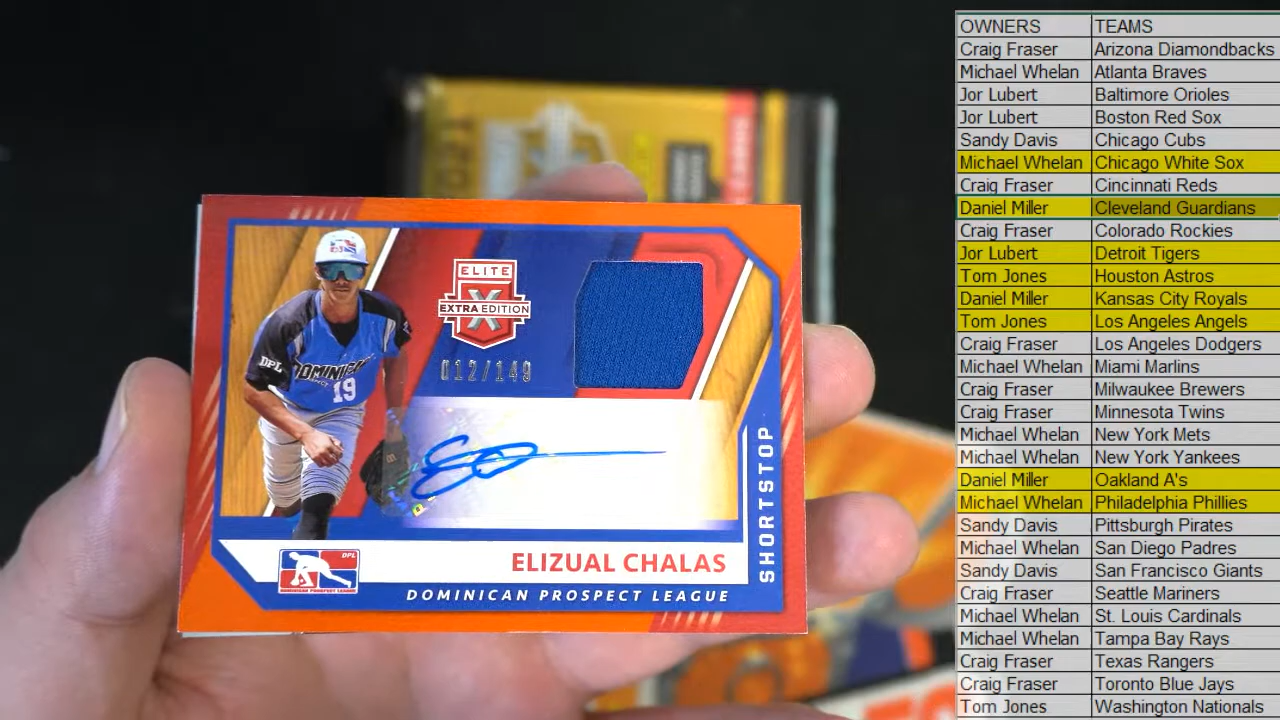 ELITE
X
EXTRA EDITION
012/149
DPL
19
SHORTSTOP
DPL
DOMINICAN PROSPECT LEAGUE
ELIZUAL CHALAS
DOMINICAN PROSPECT LEAGUE
OWNERS TEAMS
Craig Fraser Arizona Diamondbacks
Michael Whelan Atlanta Braves
Jor Lubert Baltimore Orioles
Jor Lubert Boston Red Sox
Sandy Davis Chicago Cubs
Michael Whelan Chicago White Sox
Craig Fraser Cincinnati Reds
Daniel Miller Cleveland Guardians
Craig Fraser Colorado Rockies
Jor Lubert Detroit Tigers
Tom Jones Houston Astros
Daniel Miller Kansas City Royals
Tom Jones Los Angeles Angels
Craig Fraser Los Angeles Dodgers
Michael Whelan Miami Marlins
Craig Fraser Milwaukee Brewers
Craig Fraser Minnesota Twins
Michael Whelan New York Mets
Michael Whelan New York Yankees
Daniel Miller Oakland A's
Michael Whelan Philadelphia Phillies
Sandy Davis Pittsburgh Pirates
Michael Whelan San Diego Padres
Sandy Davis San Francisco Giants
Craig Fraser Seattle Mariners
Michael Whelan St. Louis Cardinals
Michael Whelan Tampa Bay Rays
Craig Fraser Texas Rangers
Craig Fraser Toronto Blue Jays
Tom Jones Washington Nationals